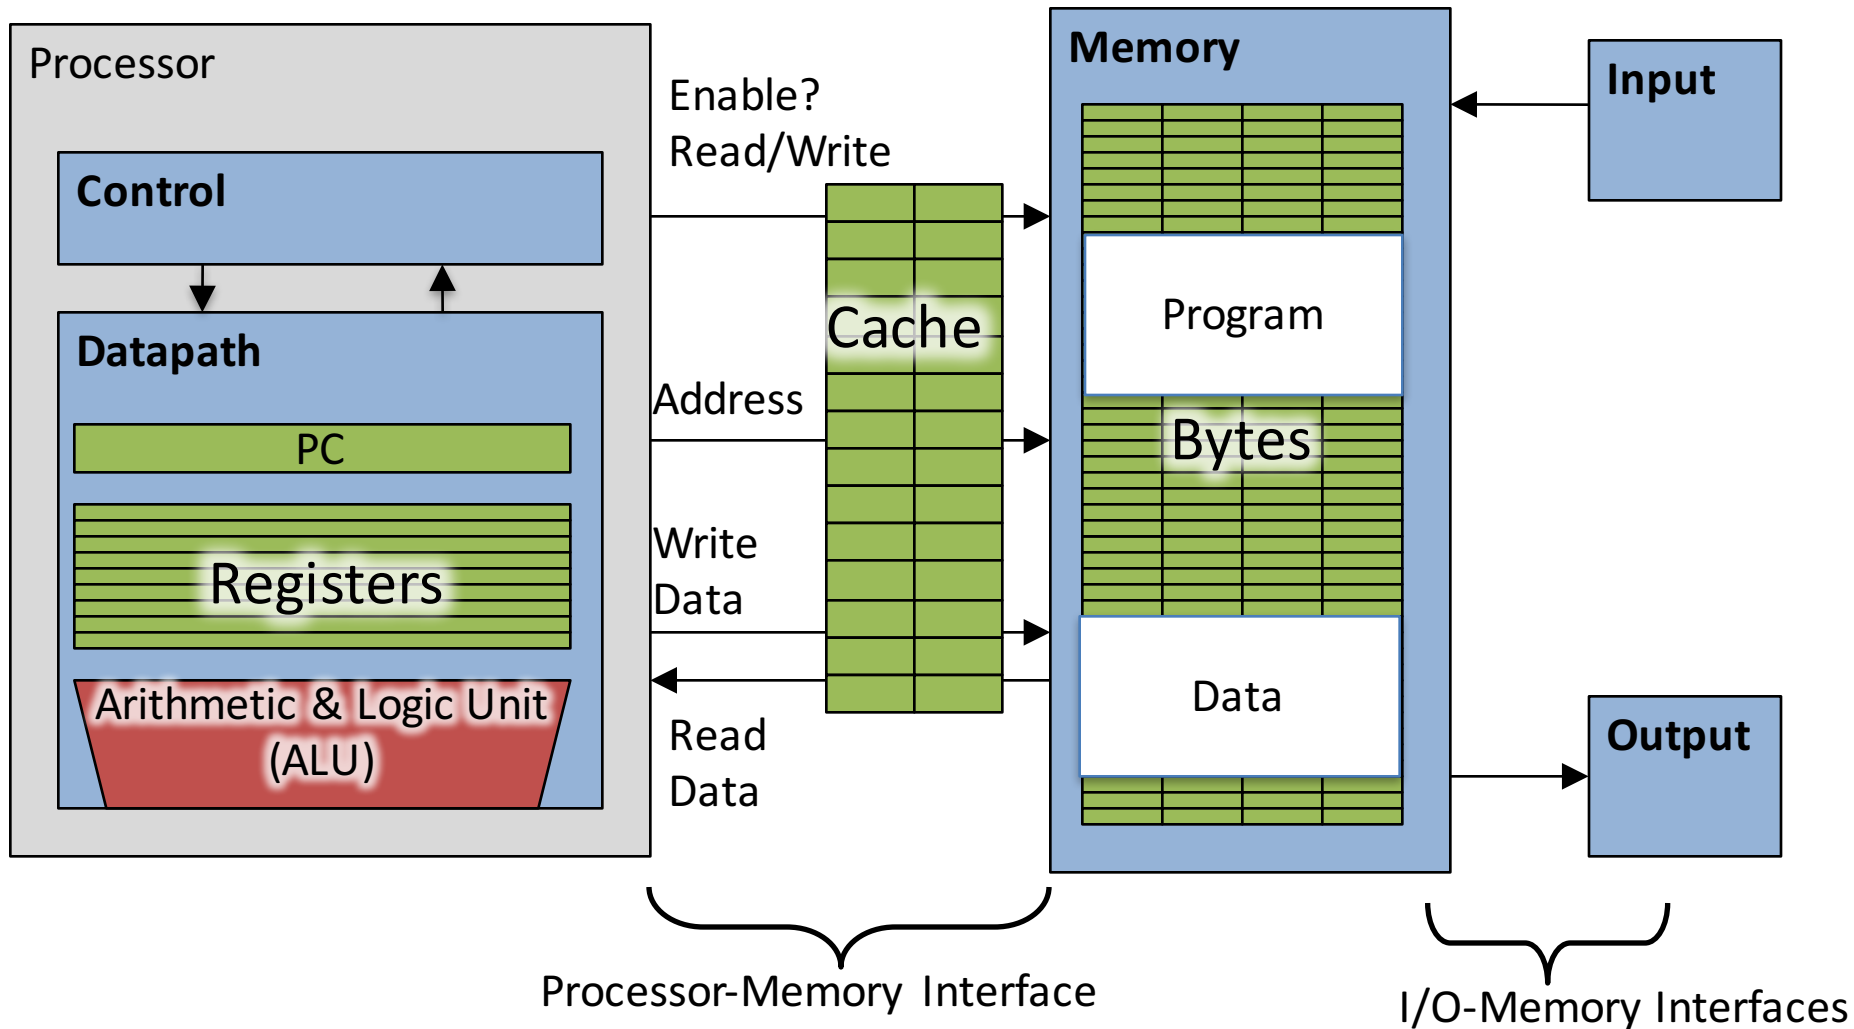 Processor
Control
Datapath
PC
Registers
Arithmetic & Logic Unit
(ALU)
Enable?
Read/Write
Cache
Address
Write
Data
Read
Data
Memory
Program
Bytes
Data
Input
Output
Processor-Memory Interface
I/O-Memory Interfaces